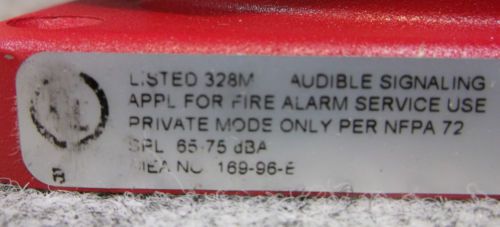 LISTED 328M AUDIBLE SIGNALING
APPL FOR FIRE ALARM SERVICE USE
PRIVATE MODE ONLY PER NFPA 72
SPL 65-75 dBA
MEA NO 169-96-E